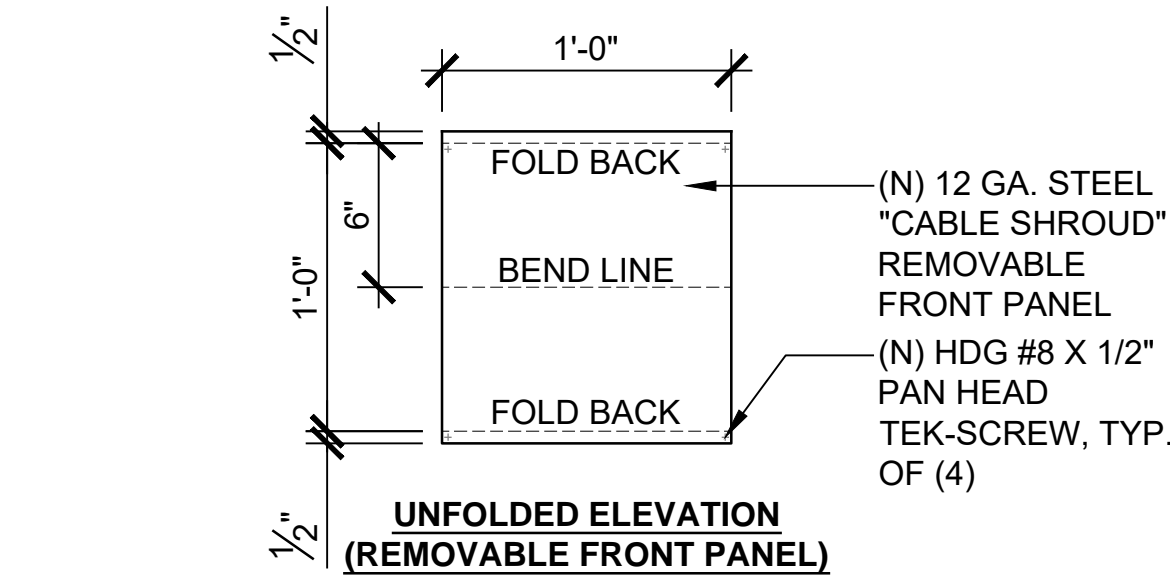 1/2"
1'-0"
FOLD BACK
6"
1'-0"
BEND LINE
FOLD BACK
1/2"
(N) 12 GA. STEEL
"CABLE SHROUD"
REMOVABLE
FRONT PANEL
(N) HDG #8 X 1/2"
PAN HEAD
TEK-SCREW, TYP.
OF (4)
UNFOLDED ELEVATION
(REMOVABLE FRONT PANEL)